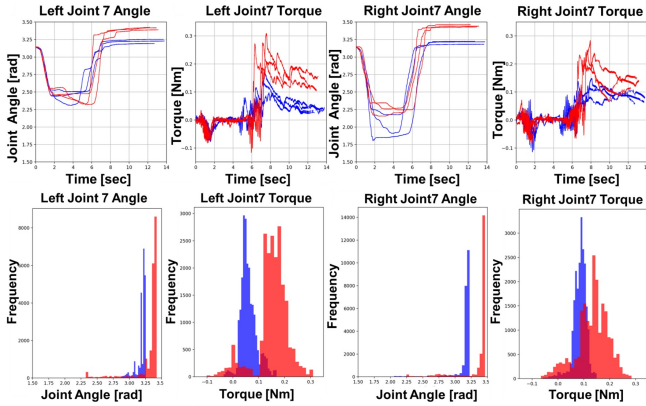 Left Joint 7 Angle
Left Joint7 Torque
Right Joint7 Angle
Right Joint7 Torque
Joint Angle [rad]
3.50
3.25
3.00
2.75
2.50
2.25
2.00
1.75
1.50
0 2 4 6 8 10 12 14
Time [sec]
Torque [Nm]
0.3
0.2
0.1
0.0
−0.1
0 2 4 6 8 10 12 14
Time [sec]
Joint Angle [rad]
3.50
3.25
3.00
2.75
2.50
2.25
2.00
1.75
1.50
0 2 4 6 8 10 12 14
Time [sec]
Torque [Nm]
0.3
0.2
0.1
0.0
−0.1
0 2 4 6 8 10 12 14
Time [sec]
Left Joint 7 Angle
Left Joint7 Torque
Right Joint7 Angle
Right Joint7 Torque
Frequency
8000
6000
4000
2000
0
1.50 1.75 2.00 2.25 2.50 2.75 3.00 3.25 3.5
Joint Angle [rad]
Frequency
3000
2500
2000
1500
1000
500
0
−0.1 0.0 0.1 0.2 0.3
Torque [Nm]
Frequency
14000
12000
10000
8000
6000
4000
2000
0
1.50 1.75 2.00 2.25 2.50 2.75 3.00 3.25 3.5
Joint Angle [rad]
Frequency
3500
3000
2500
2000
1500
1000
500
0
−0.1 0.0 0.1 0.2 0.3
Torque [Nm]